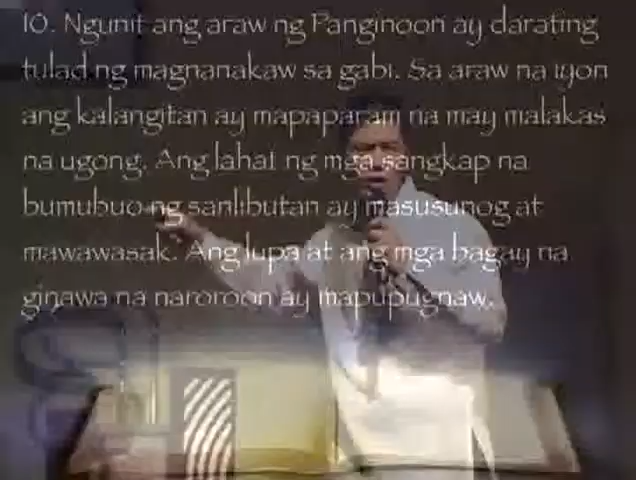 10. Ngunit ang araw ng Panginoon ay darating
tulad ng magnanakaw sa gabi. Sa araw na iyon
ang kalangitan ay mapaparam na may malakas
na ugong. Ang lahat ng mga sangkap na
bumubuo ng sanlibutan ay masusunog at
mawawasak. Ang lupa at ang mga bagay na
ginawa na naroroon ay mapupugnaw.